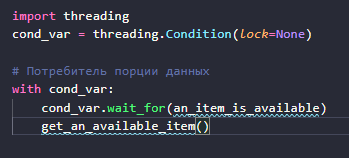 import threading
cond_var = threading.Condition(lock=None)
# Потребитель порции данных
with cond_var:
cond_var.wait_for(an_item_is_available)
get_an_available_item()